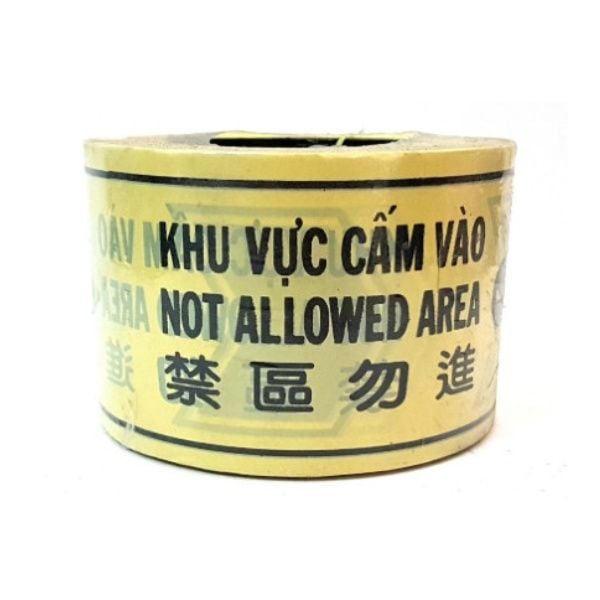 KHU VỰC CẤM VÀO
NOT ALLOWED AREA
禁區勿進